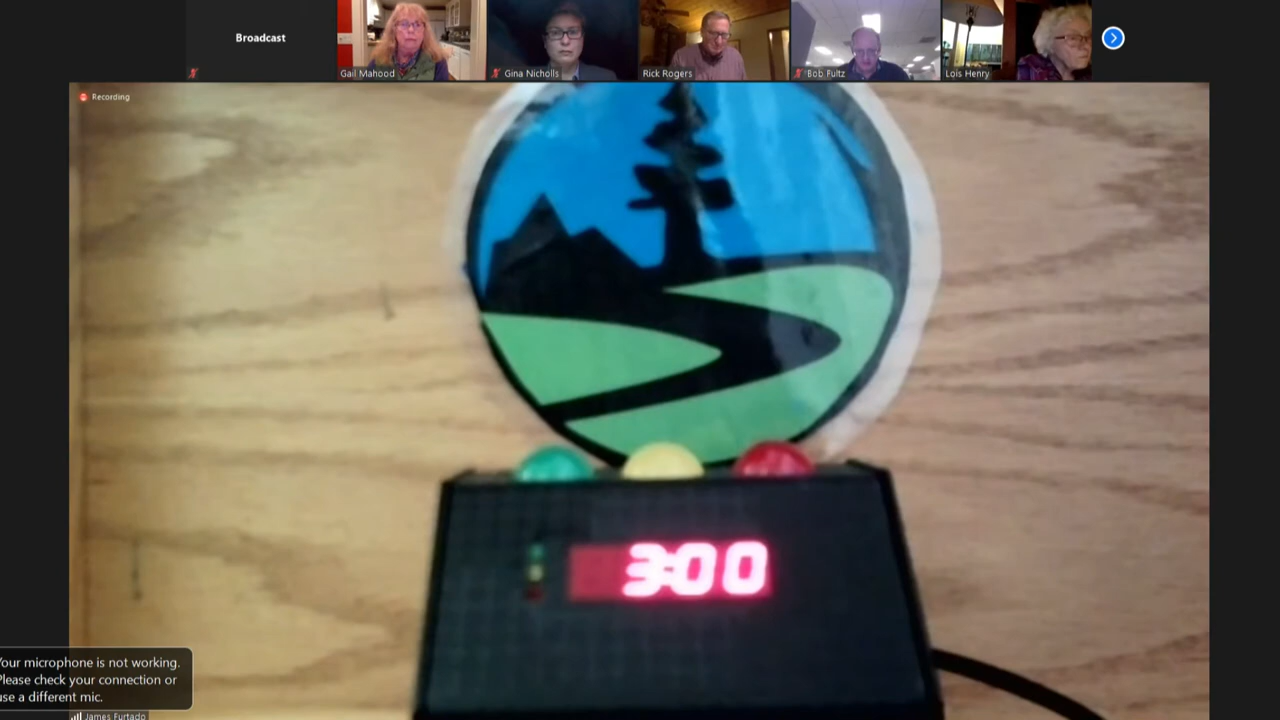 Broadcast
Gail Mahood
Gina Nicholls
Rick Rogers
Bob Fultz
Lois Henry
Recording
3:00
Your microphone is not working.
Please check your connection or
use a different mic.
James Furtado